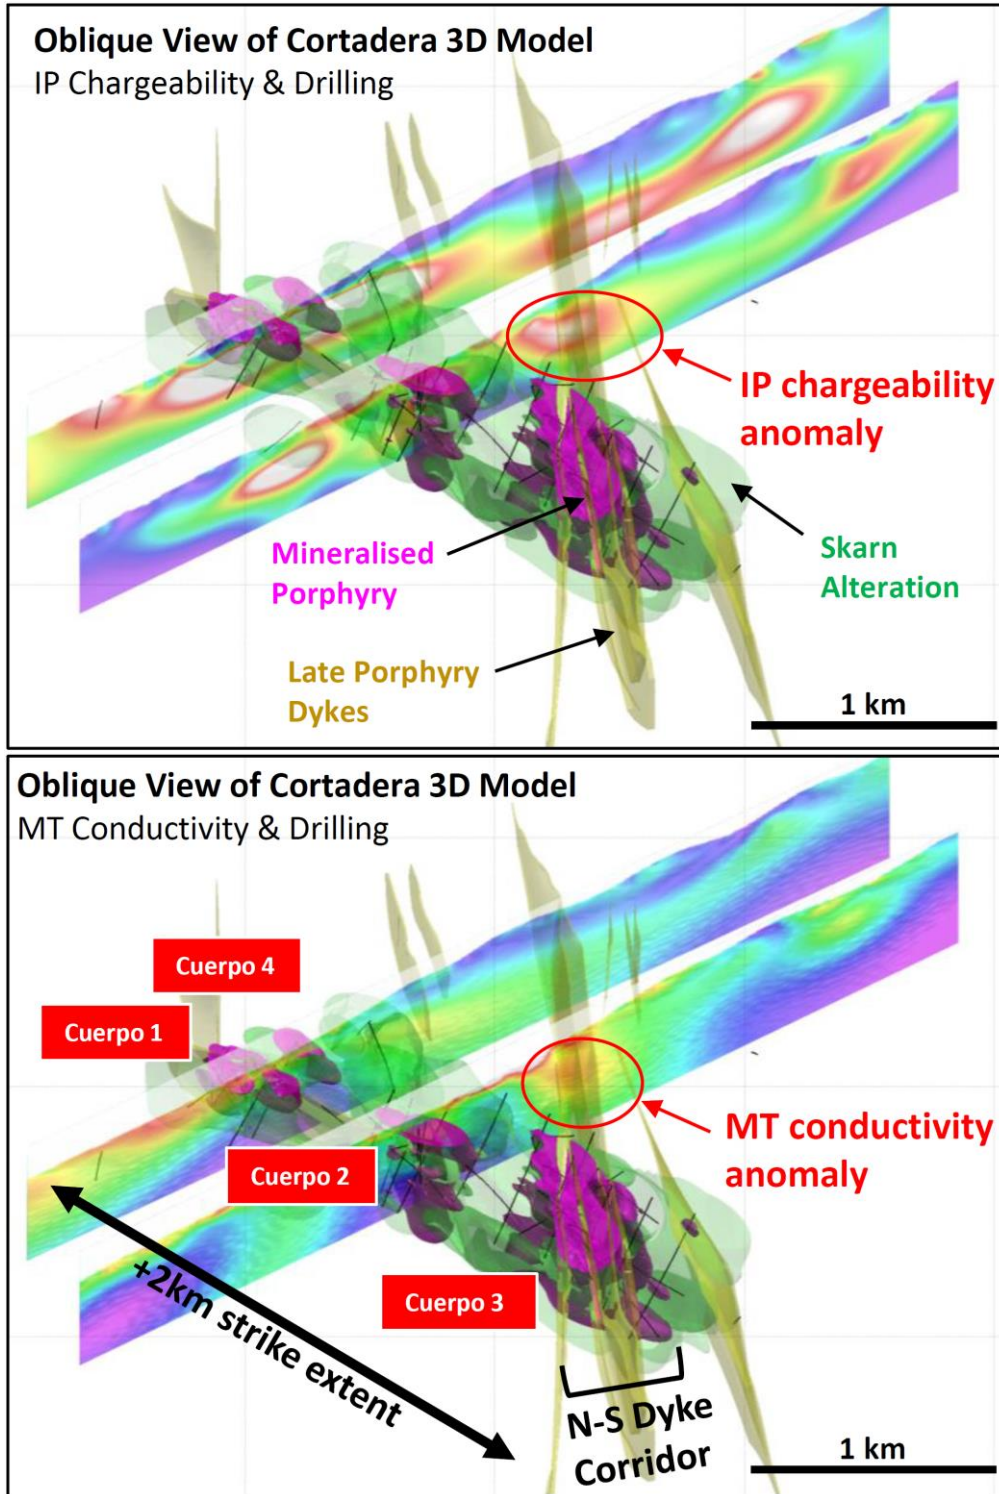 Oblique View of Cortadera 3D Model
IP Chargeability & Drilling
IP chargeability
anomaly
Mineralised
Porphyry
Skarn
Alteration
Late Porphyry
Dykes
1 km
Oblique View of Cortadera 3D Model
MT Conductivity & Drilling
Cuerpo 4
Cuerpo 1
MT conductivity
anomaly
Cuerpo 2
+2km strike extent
Cuerpo 3
N-S Dyke
Corridor
1 km